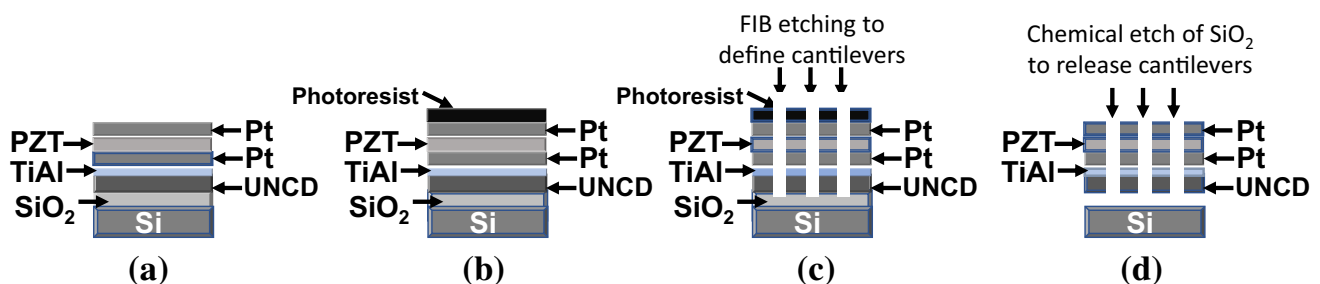 FIB etching to
define cantilevers
Chemical etch of SiO₂
to release cantilevers
Pt
PZT
Pt
TiAl
UNCD
SiO₂
Si
(a)
Photoresist
Pt
PZT
Pt
TiAl
UNCD
SiO₂
Si
(b)
Photoresist
Pt
PZT
Pt
TiAl
UNCD
SiO₂
Si
(c)
Pt
PZT
Pt
TiAl
UNCD
Si
(d)